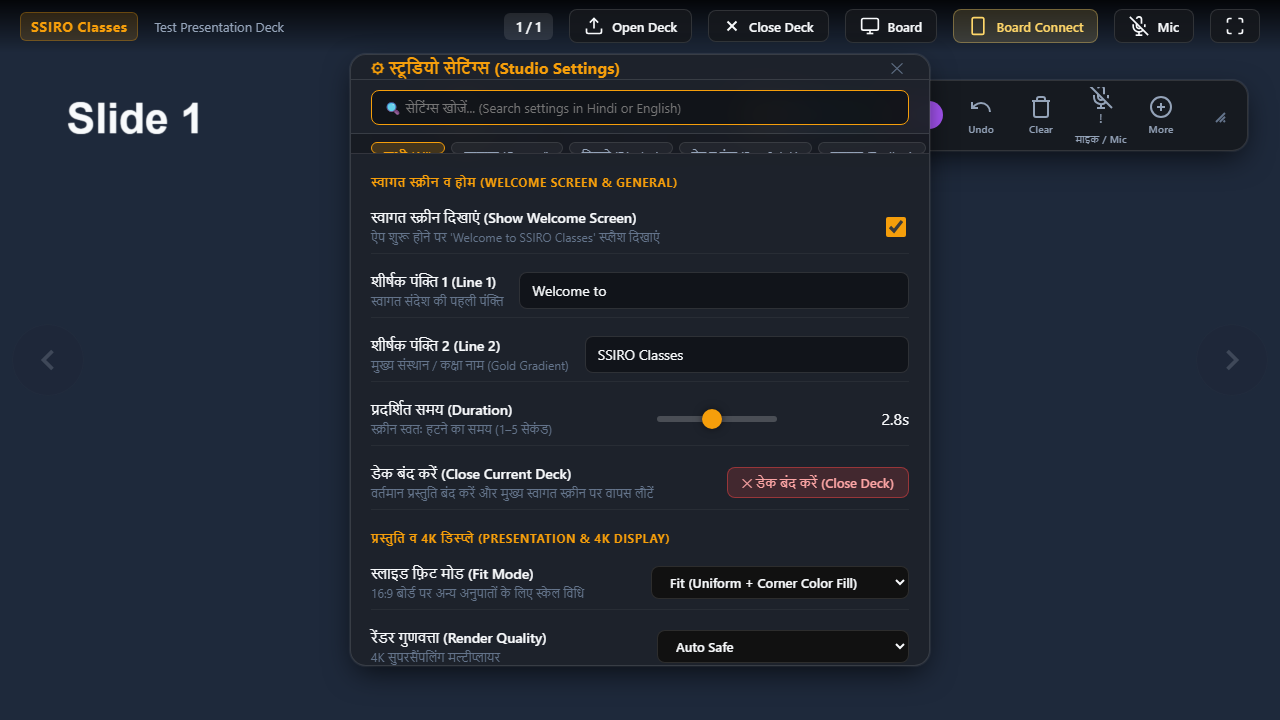 SSIRO Classes
Test Presentation Deck
1 / 1
Open Deck
Close Deck
Board
Board Connect
Mic
स्टूडियो सेटिंग्स (Studio Settings)
सेटिंग्स खोजें... (Search settings in Hindi or English)
Slide 1
Undo
Clear
!
माइक / Mic
More
स्वागत स्क्रीन व होम (WELCOME SCREEN & GENERAL)
स्वागत स्क्रीन दिखाएं (Show Welcome Screen)
ऐप शुरू होने पर 'Welcome to SSIRO Classes' स्प्लैश दिखाएं
शीर्षक पंक्ति 1 (Line 1)
स्वागत संदेश की पहली पंक्ति
Welcome to
शीर्षक पंक्ति 2 (Line 2)
मुख्य संस्थान / कक्षा नाम (Gold Gradient)
SSIRO Classes
प्रदर्शित समय (Duration)
स्क्रीन स्वतः हटने का समय (1–5 सेकंड)
2.8s
डेक बंद करें (Close Current Deck)
वर्तमान प्रस्तुति बंद करें और मुख्य स्वागत स्क्रीन पर वापस लौटें
डेक बंद करें (Close Deck)
प्रस्तुति व 4K डिस्प्ले (PRESENTATION & 4K DISPLAY)
स्लाइड फ़िट मोड (Fit Mode)
16:9 बोर्ड पर अन्य अनुपातों के लिए स्केल विधि
Fit (Uniform + Corner Color Fill)
रेंडर गुणवत्ता (Render Quality)
4K सुपरसैंपलिंग मल्टीप्लायर
Auto Safe